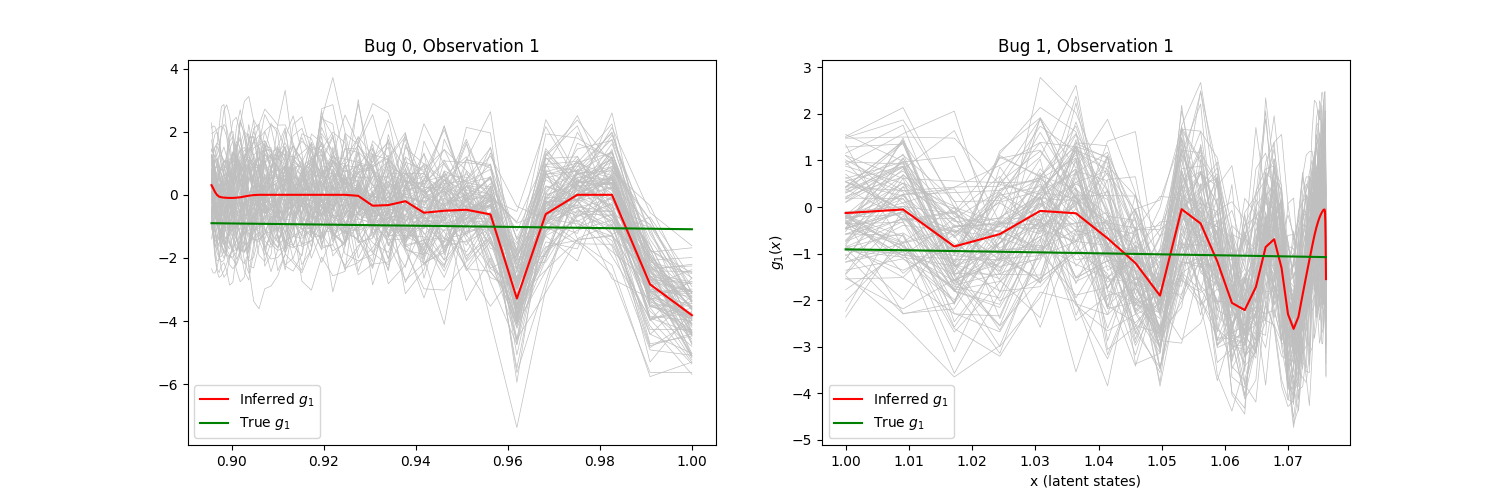 Bug 0, Observation 1
4
2
0
−2
−4
−6
0.90 0.92 0.94 0.96 0.98 1.00
Inferred g₁
True g₁
Bug 1, Observation 1
g₁(x)
3
2
1
0
−1
−2
−3
−4
−5
1.00 1.01 1.02 1.03 1.04 1.05 1.06 1.07
x (latent states)
Inferred g₁
True g₁